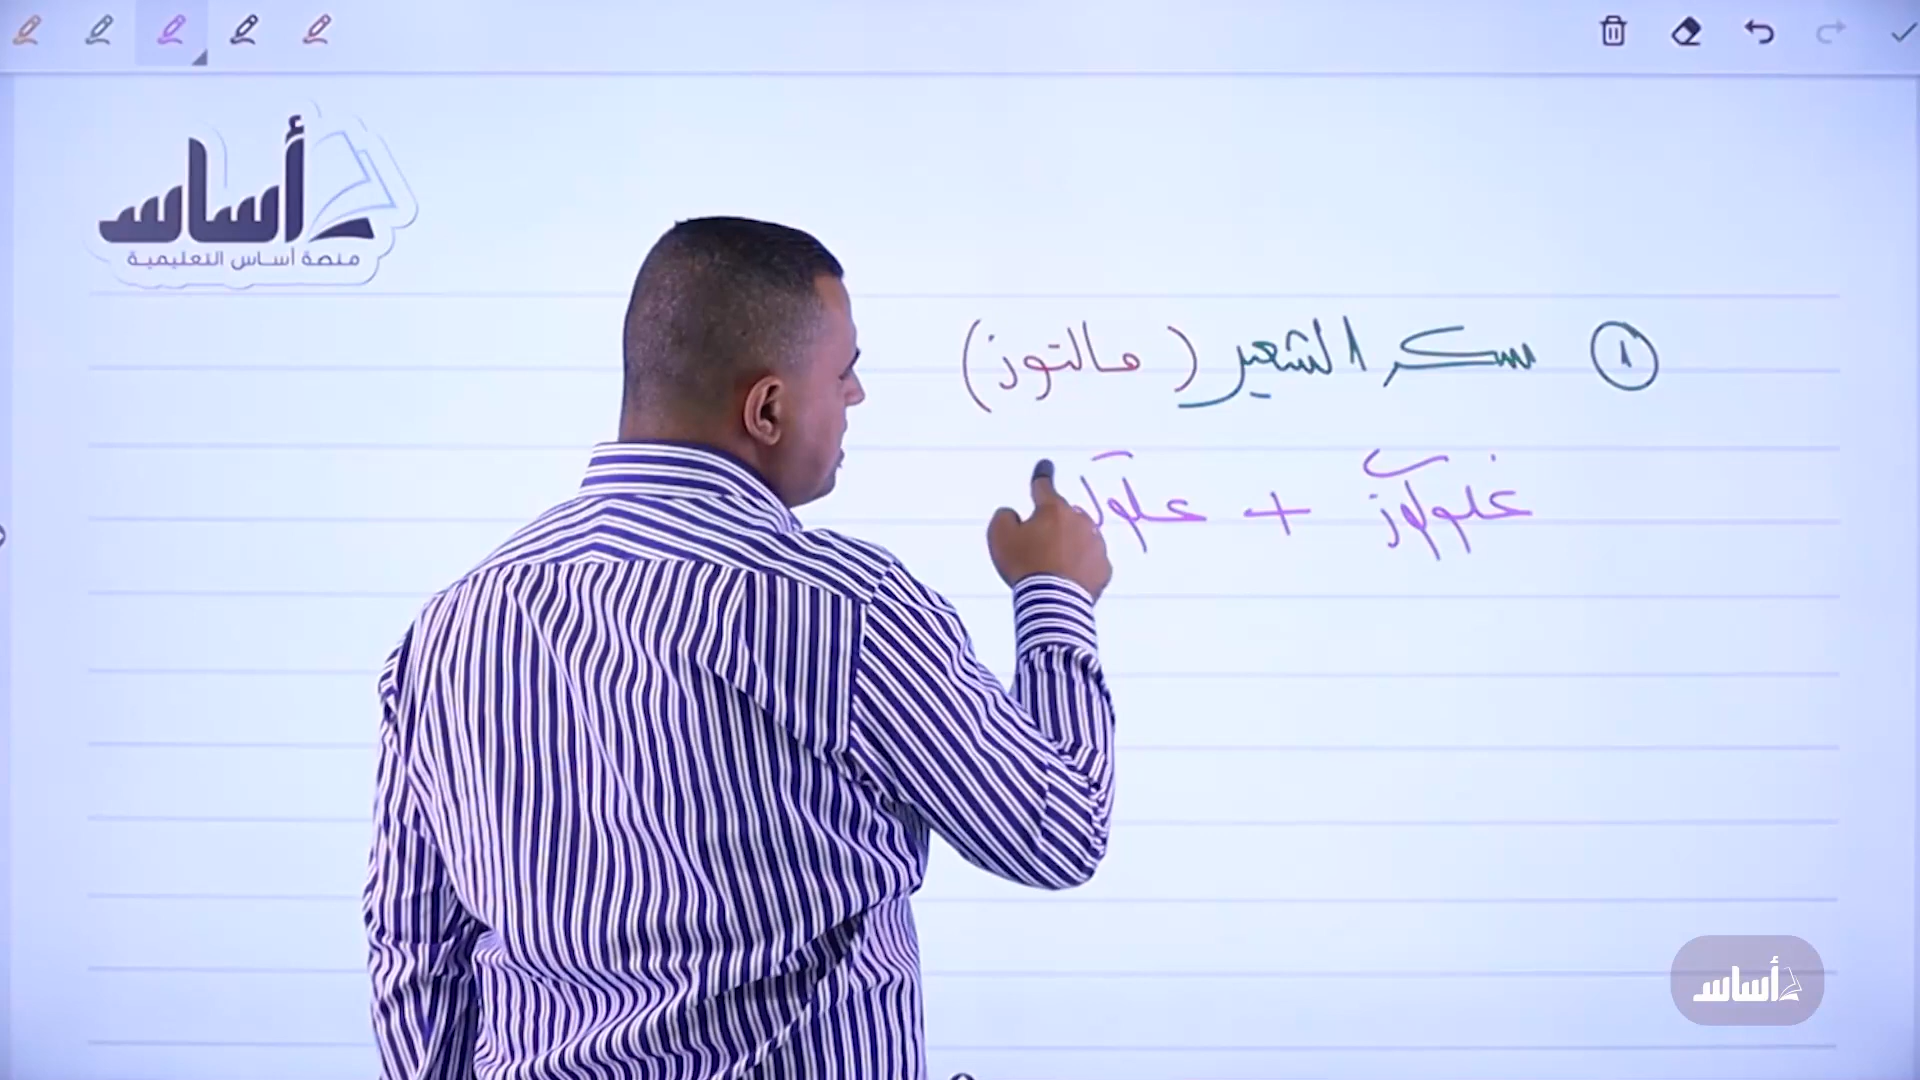 أساس
منصة أساس التعليمية
١ سكر الشعير (مالتوز)
غلوكوز +
أساس